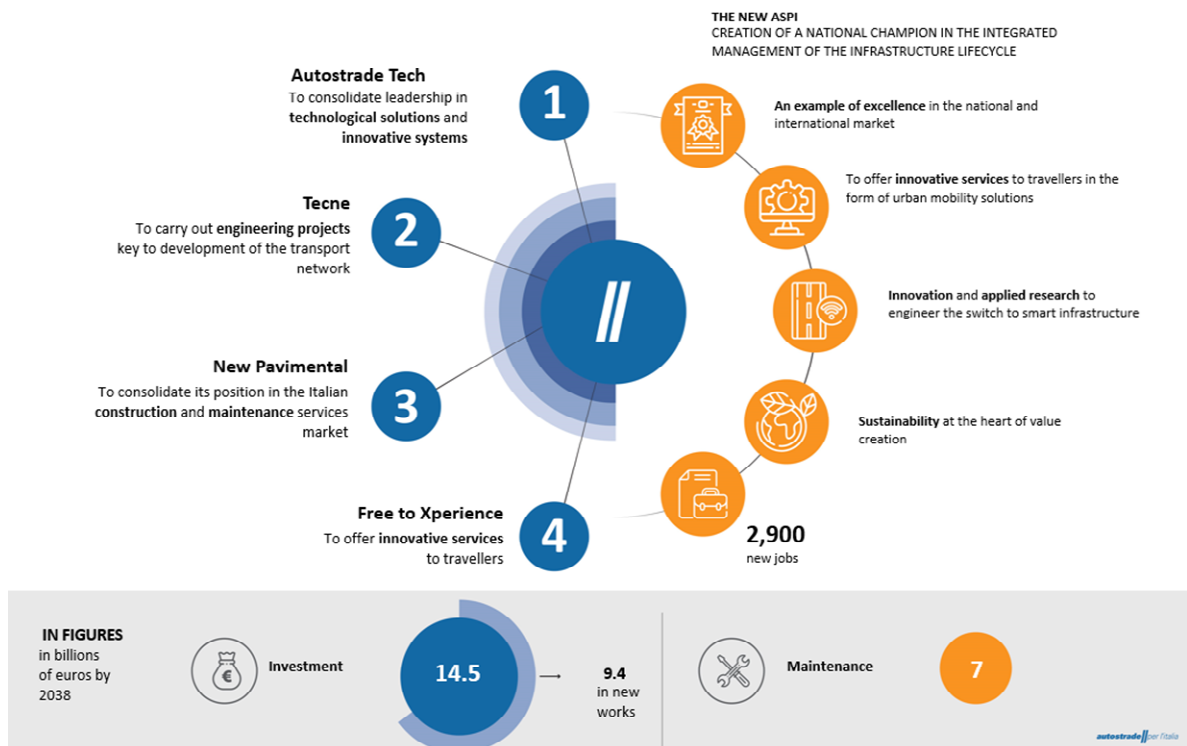 THE NEW ASPI
CREATION OF A NATIONAL CHAMPION IN THE INTEGRATED
MANAGEMENT OF THE INFRASTRUCTURE LIFECYCLE
Autostrade Tech
To consolidate leadership in
technological solutions and
innovative systems
1
Tecne
To carry out engineering projects
key to development of the transport
network
2
New Pavimental
To consolidate its position in the Italian
construction and maintenance services
market
3
Free to Xperience
To offer innovative services
to travellers
4
An example of excellence in the national and
international market
To offer innovative services to travellers in the
form of urban mobility solutions
Innovation and applied research to
engineer the switch to smart infrastructure
Sustainability at the heart of value
creation
2,900
new jobs
IN FIGURES
in billions
of euros by
2038
€
Investment
14.5
9.4
in new
works
Maintenance
7
autostrade//per l'italia